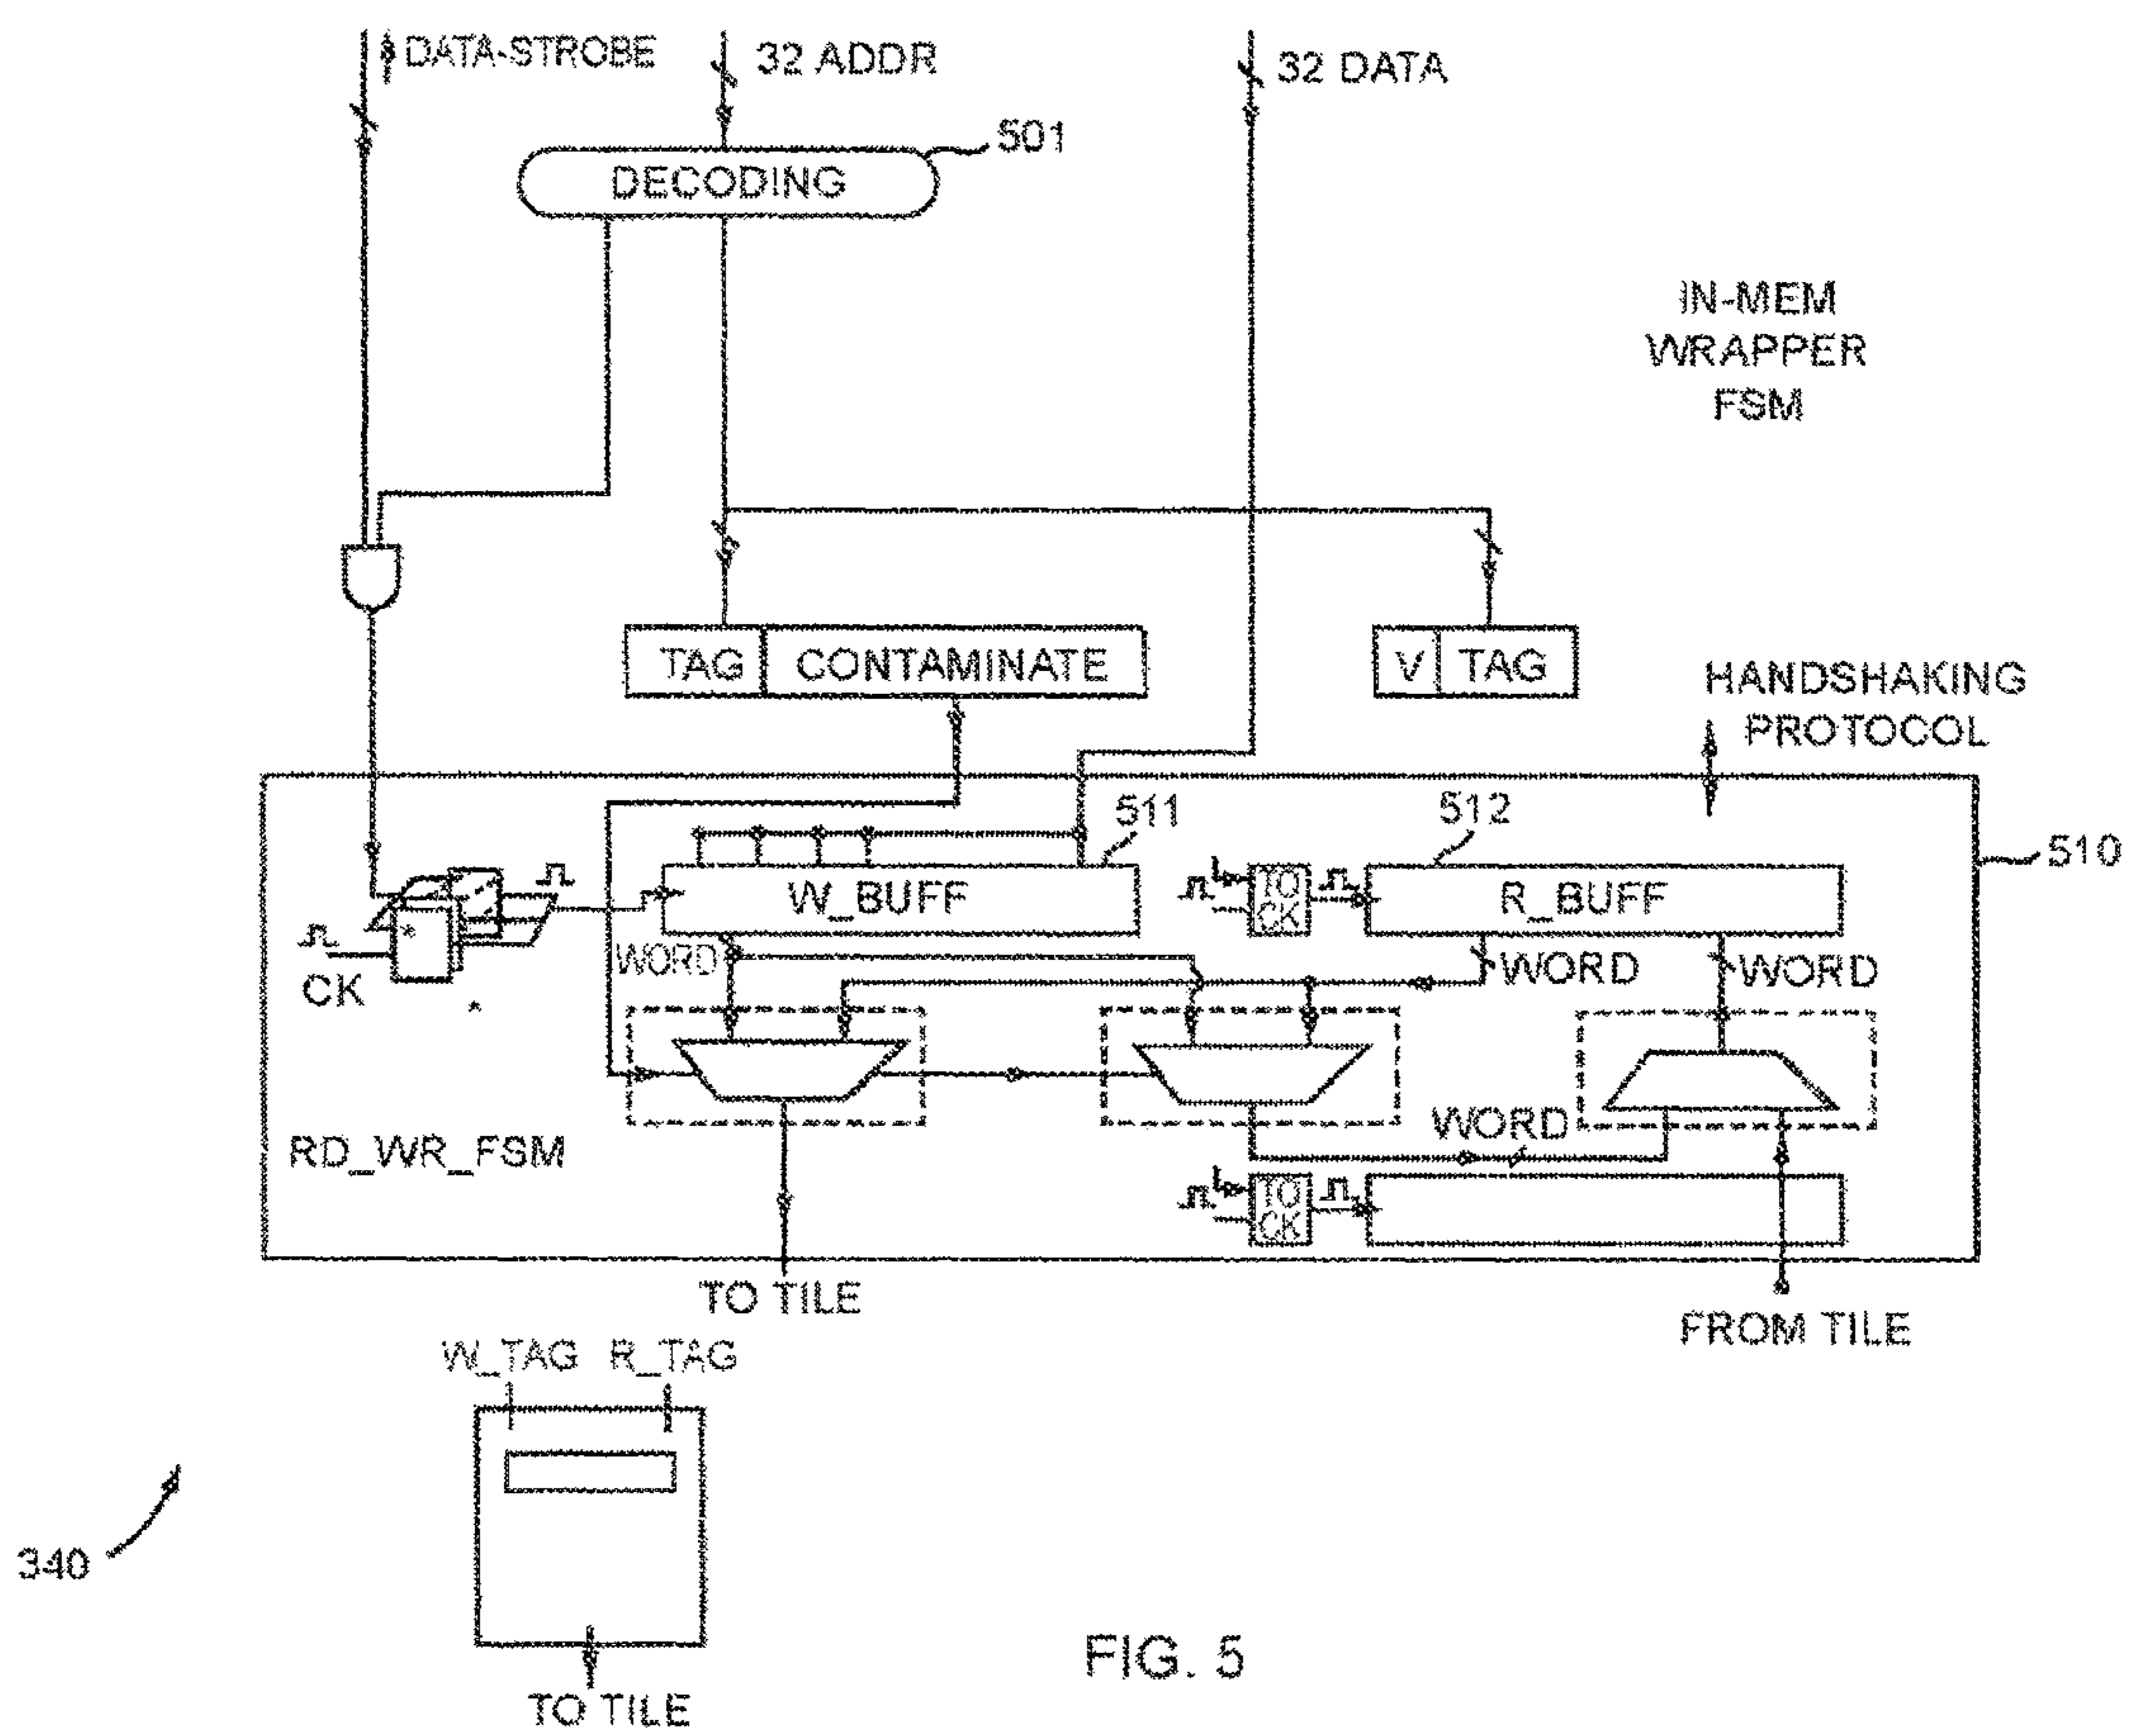 DATA-STROBE
32 ADDR
32 DATA
501
DECODING
IN-MEM
WRAPPER
FSM
TAG
CONTAMINATE
V
TAG
HANDSHAKING
PROTOCOL
511
512
510
W_BUFF
TO
CK
R_BUFF
*
CK
*
WORD
WORD
WORD
WORD
RD_WR_FSM
TO
CK
TO TILE
FROM TILE
W_TAG
R_TAG
340
TO TILE
FIG. 5